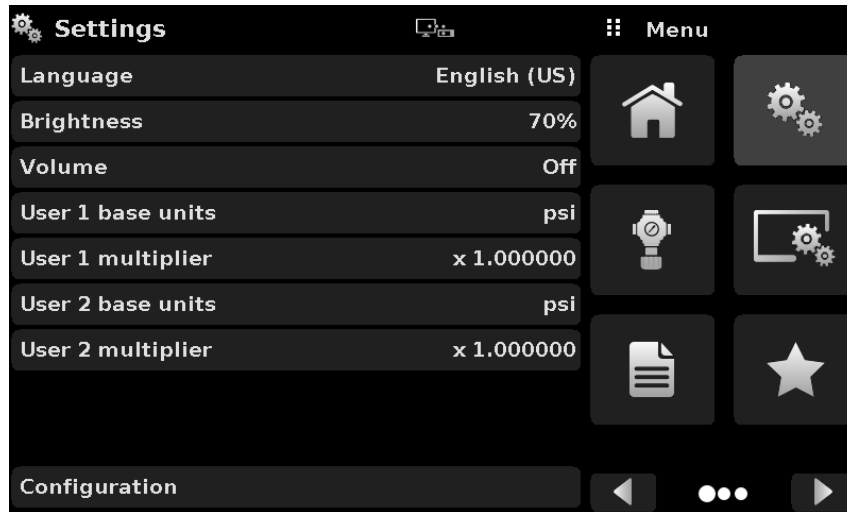 Settings
Menu
Language English (US)
Brightness 70%
Volume Off
User 1 base units psi
User 1 multiplier x 1.000000
User 2 base units psi
User 2 multiplier x 1.000000
Configuration